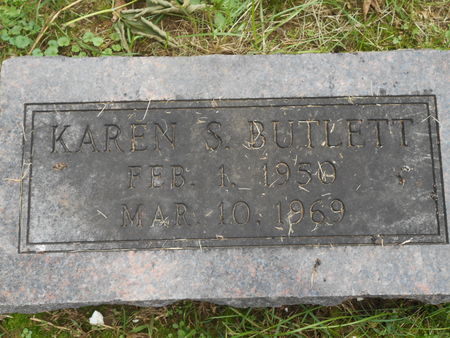 KAREN S. BUTLETT
FEB. 1, 1950
MAR. 10, 1969